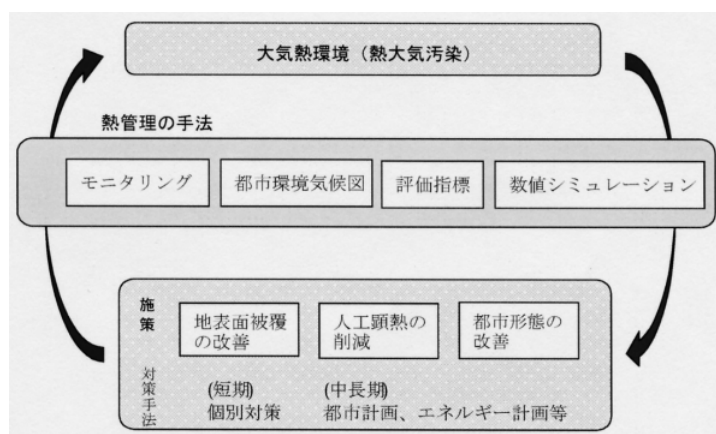 大気熱環境（熱大気汚染）
熱管理の手法
モニタリング
都市環境気候図
評価指標
数値シミュレーション
施策
地表面被覆
の改善
人工顕熱の
削減
都市形態の
改善
対策手法
(短期)
個別対策
(中長期)
都市計画、エネルギー計画等